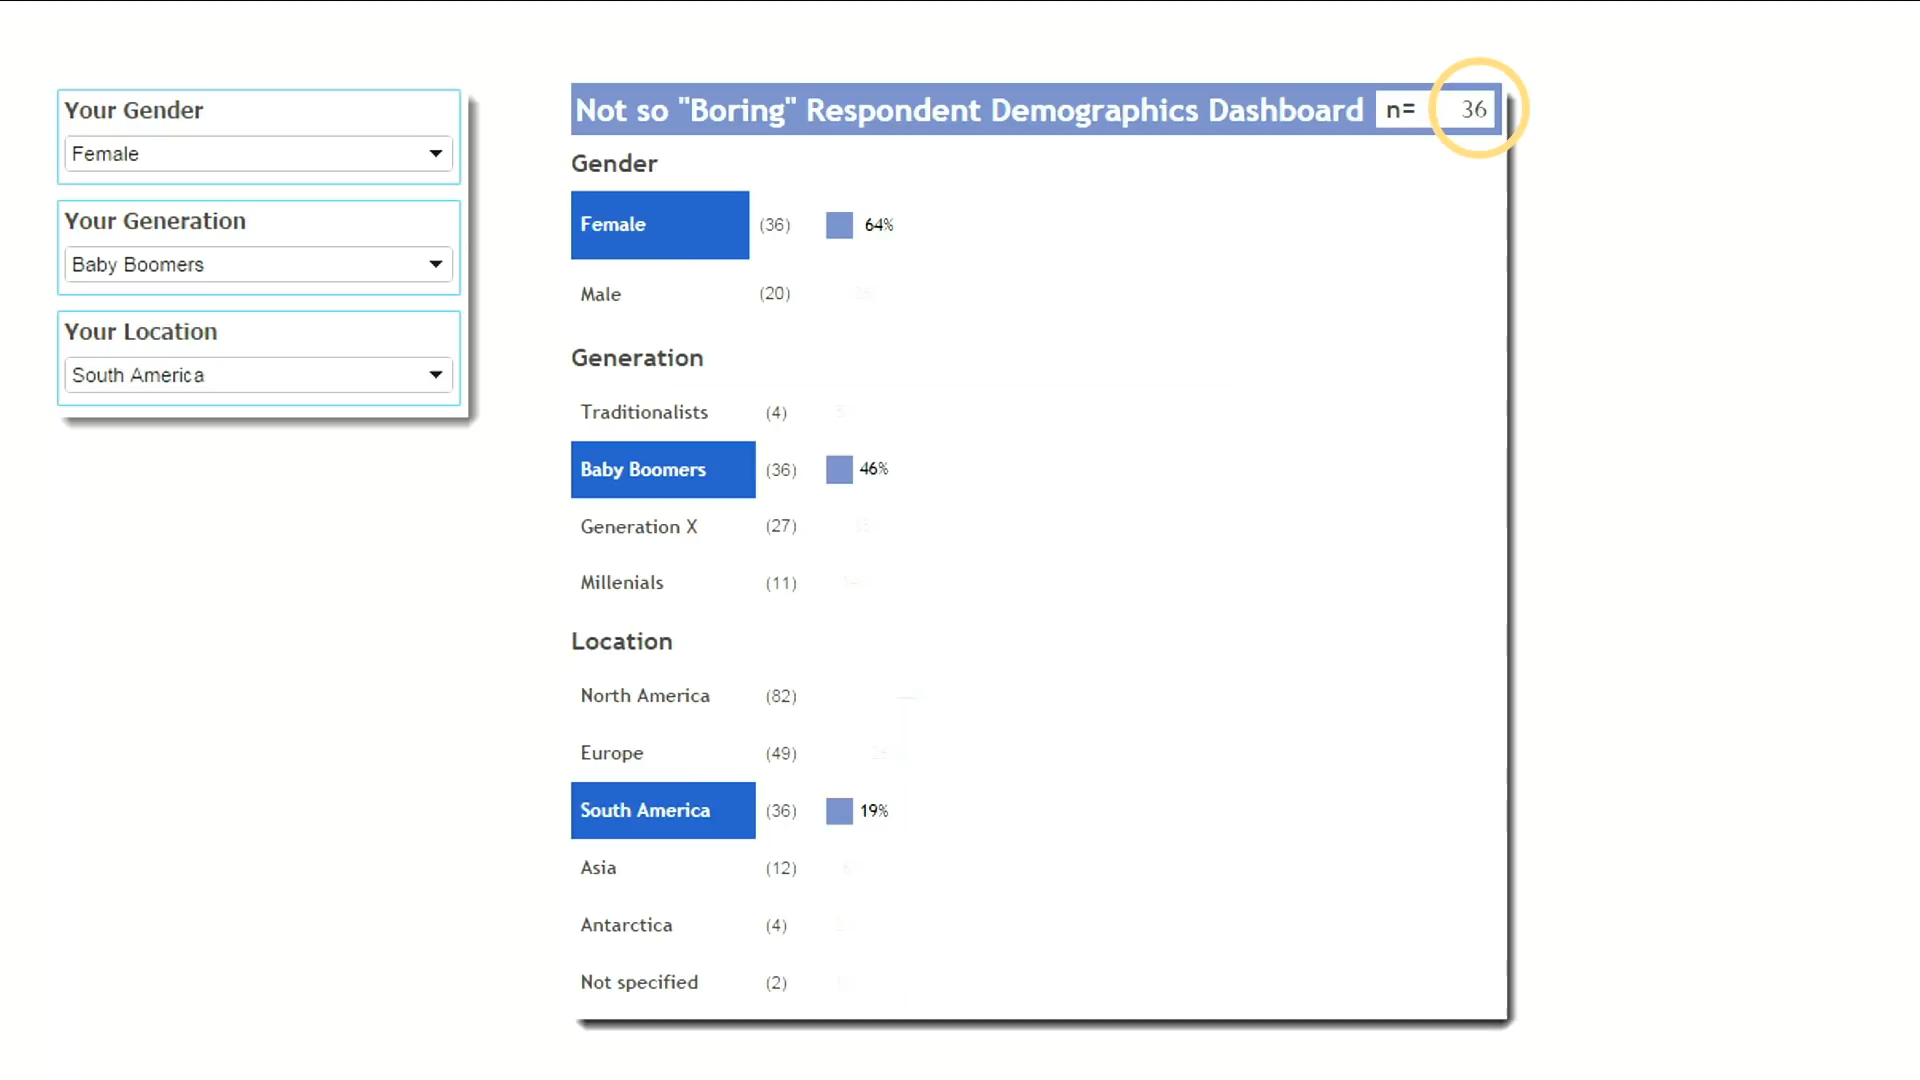 Your Gender
Female
Your Generation
Baby Boomers
Your Location
South America
Not so "Boring" Respondent Demographics Dashboard n= 36
Gender
Female (36) 64%
Male (20)
Generation
Traditionalists (4)
Baby Boomers (36) 46%
Generation X (27)
Millenials (11)
Location
North America (82)
Europe (49)
South America (36) 19%
Asia (12)
Antarctica (4)
Not specified (2)